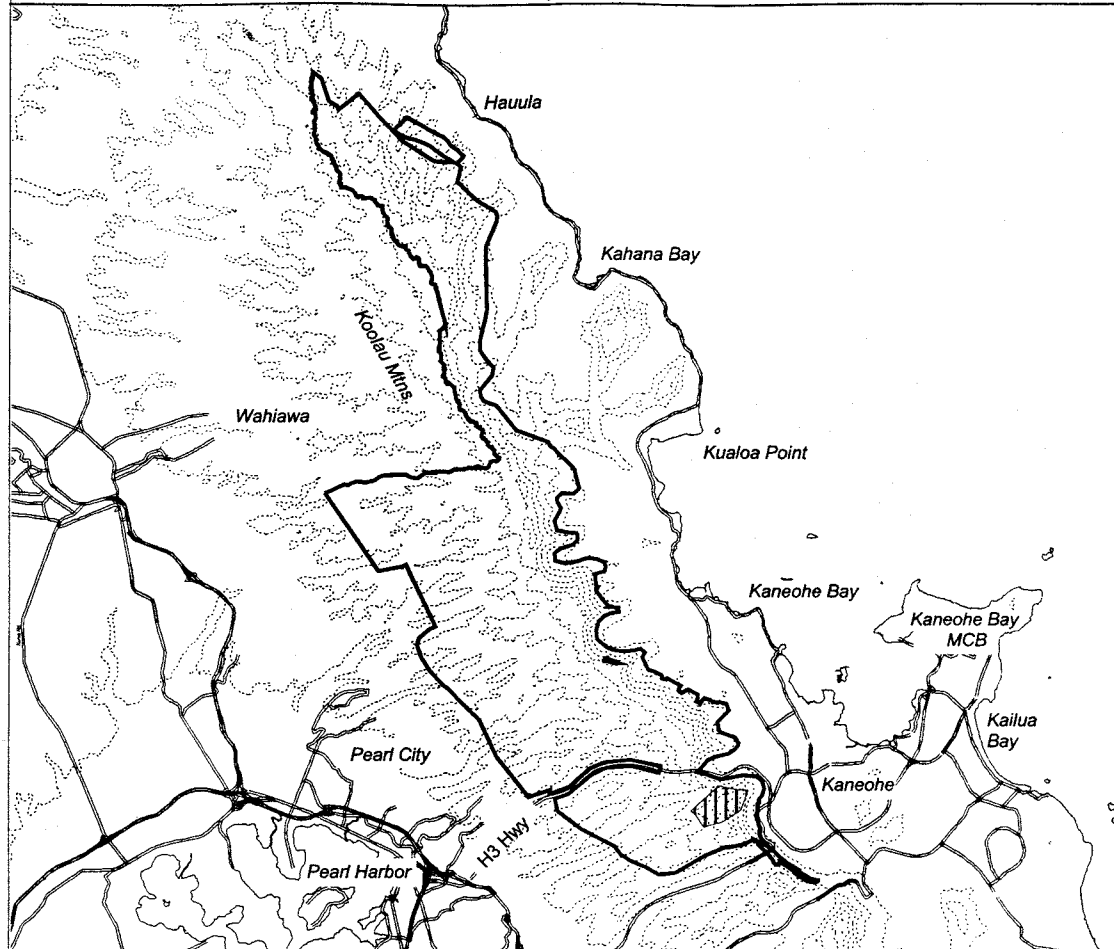 Hauula
Kahana Bay
Koolau Mtns
Wahiawa
Kualoa Point
Kaneohe Bay
Kaneohe Bay
MCB
Kailua
Bay
Pearl City
Kaneohe
H3 Hwy
Pearl Harbor